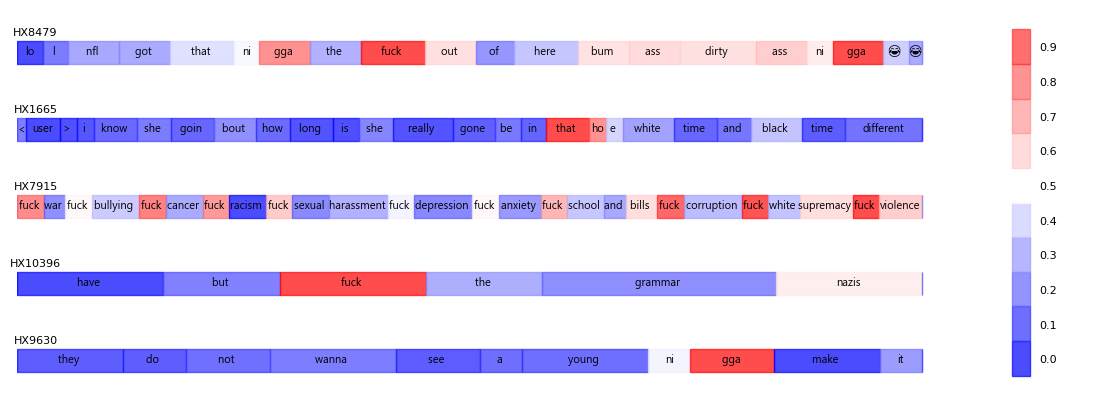 HX8479
lo l nfl got that ni gga the fuck out of here bum ass dirty ass ni gga 😂 😂
HX1665
< user > i know she goin bout how long is she really gone be in that ho e white time and black time different
HX7915
fuck war fuck bullying fuck cancer fuck racism fuck sexual harassment fuck depression fuck anxiety fuck school and bills fuck corruption fuck white supremacy fuck violence
HX10396
have but fuck the grammar nazis
HX9630
they do not wanna see a young ni gga make it
0.9
0.8
0.7
0.6
0.5
0.4
0.3
0.2
0.1
0.0